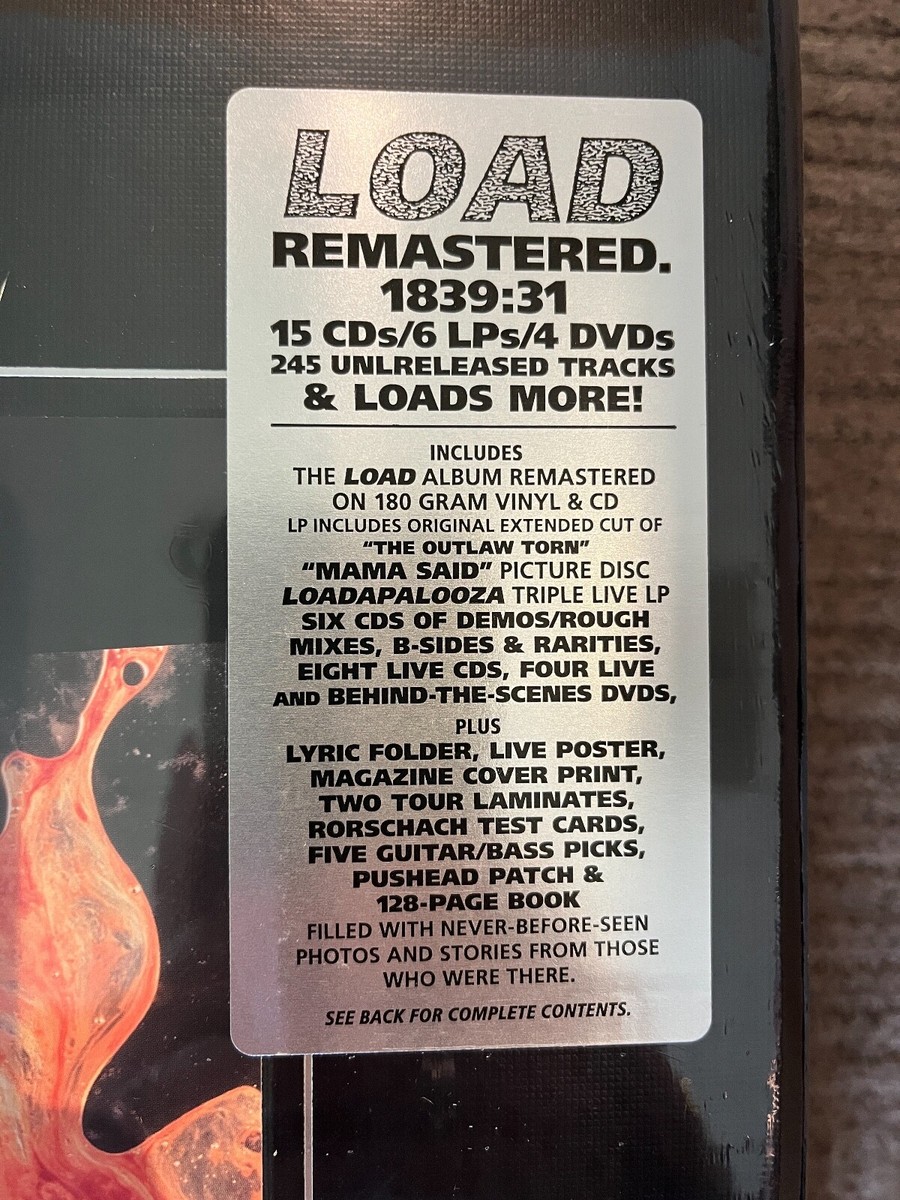 LOAD
REMASTERED.
1839:31
15 CDs/6 LPs/4 DVDs
245 UNLRELEASED TRACKS
& LOADS MORE!
INCLUDES
THE LOAD ALBUM REMASTERED
ON 180 GRAM VINYL & CD
LP INCLUDES ORIGINAL EXTENDED CUT OF
“THE OUTLAW TORN”
“MAMA SAID” PICTURE DISC
LOADAPALOOZA TRIPLE LIVE LP
SIX CDS OF DEMOS/ROUGH
MIXES, B-SIDES & RARITIES,
EIGHT LIVE CDS, FOUR LIVE
AND BEHIND-THE-SCENES DVDS,
PLUS
LYRIC FOLDER, LIVE POSTER,
MAGAZINE COVER PRINT,
TWO TOUR LAMINATES,
RORSCHACH TEST CARDS,
FIVE GUITAR/BASS PICKS,
PUSHEAD PATCH &
128-PAGE BOOK
FILLED WITH NEVER-BEFORE-SEEN
PHOTOS AND STORIES FROM THOSE
WHO WERE THERE.
SEE BACK FOR COMPLETE CONTENTS.